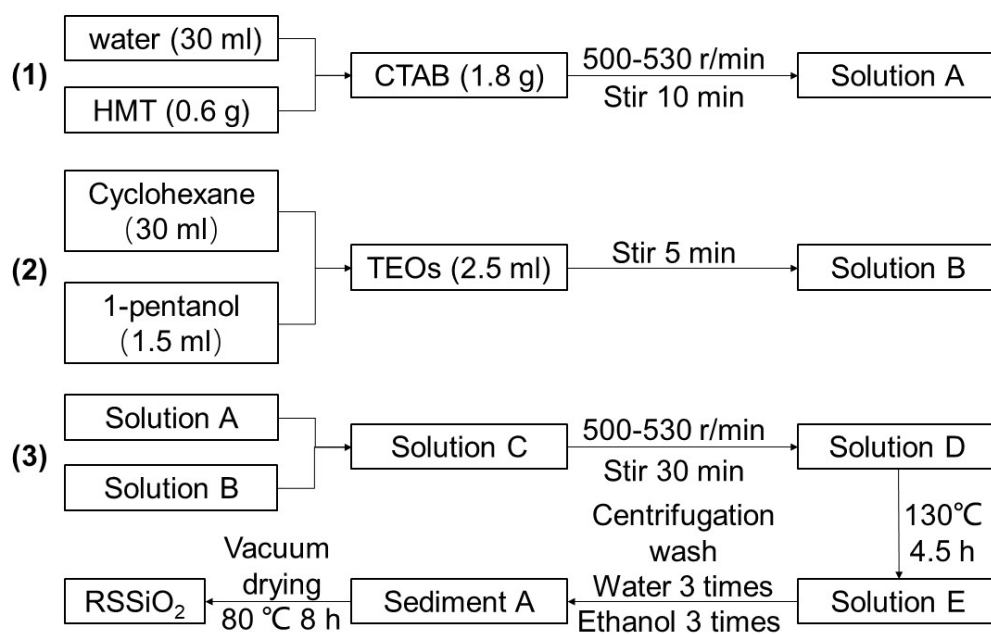 (1)
water (30 ml)
HMT (0.6 g)
CTAB (1.8 g)
500-530 r/min
Stir 10 min
Solution A
(2)
Cyclohexane
（30 ml）
1-pentanol
（1.5 ml）
TEOs (2.5 ml)
Stir 5 min
Solution B
(3)
Solution A
Solution B
Solution C
500-530 r/min
Stir 30 min
Solution D
130℃
4.5 h
Solution E
Centrifugation
wash
Water 3 times
Ethanol 3 times
Sediment A
Vacuum
drying
80 ℃ 8 h
RSSiO₂